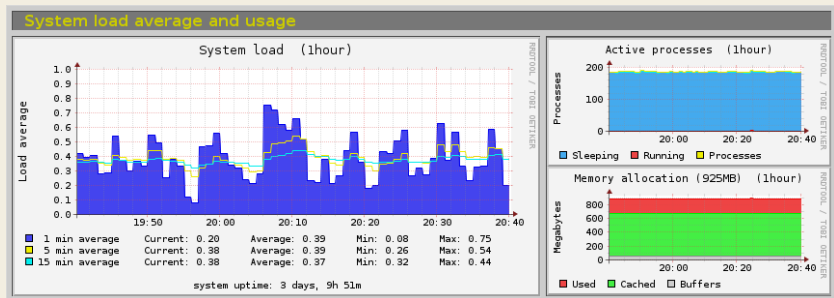 System load average and usage
System load (1hour)
Load average
1.0
0.9
0.8
0.7
0.6
0.5
0.4
0.3
0.2
0.1
0.0
19:50 20:00 20:10 20:20 20:30 20:40
1 min average Current: 0.20 Average: 0.39 Min: 0.08 Max: 0.75
5 min average Current: 0.38 Average: 0.39 Min: 0.26 Max: 0.54
15 min average Current: 0.38 Average: 0.37 Min: 0.32 Max: 0.44
system uptime: 3 days, 9h 51m
RRDTOOL / TOBI OETIKER
Active processes (1hour)
Processes
200
100
0
20:00 20:20 20:40
Sleeping Running Processes
RRDTOOL / TOBI OETIKER
Memory allocation (925MB) (1hour)
Megabytes
800
600
400
200
0
20:00 20:20 20:40
Used Cached Buffers
RRDTOOL / TOBI OETIKER